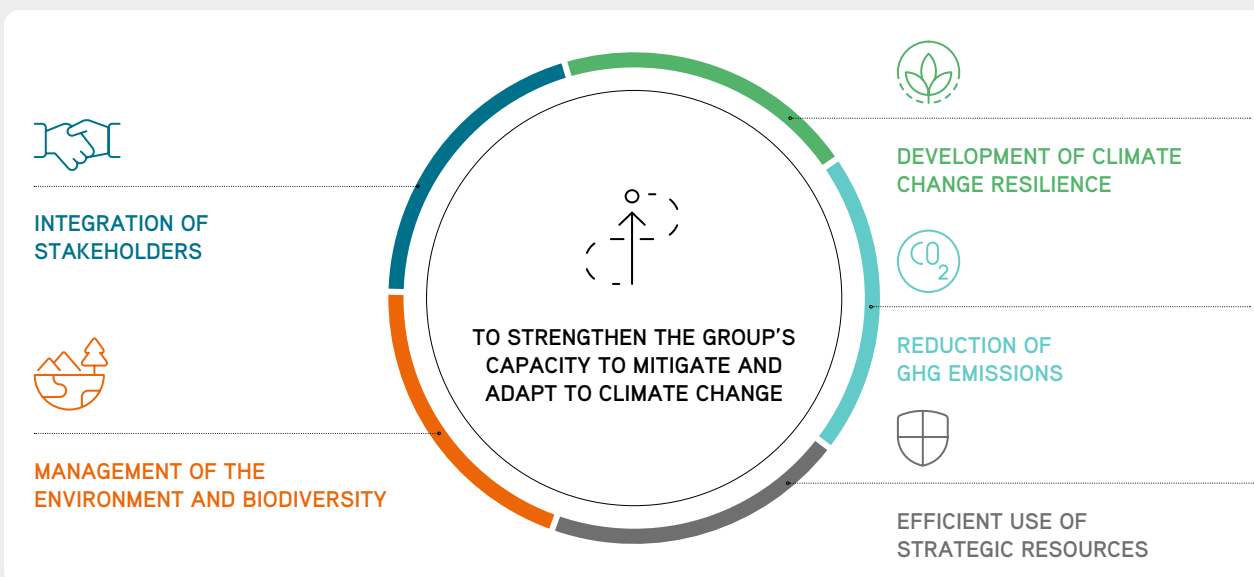 INTEGRATION OF
STAKEHOLDERS
MANAGEMENT OF THE
ENVIRONMENT AND BIODIVERSITY
TO STRENGTHEN THE GROUP'S
CAPACITY TO MITIGATE AND
ADAPT TO CLIMATE CHANGE
DEVELOPMENT OF CLIMATE
CHANGE RESILIENCE
CO2
REDUCTION OF
GHG EMISSIONS
EFFICIENT USE OF
STRATEGIC RESOURCES